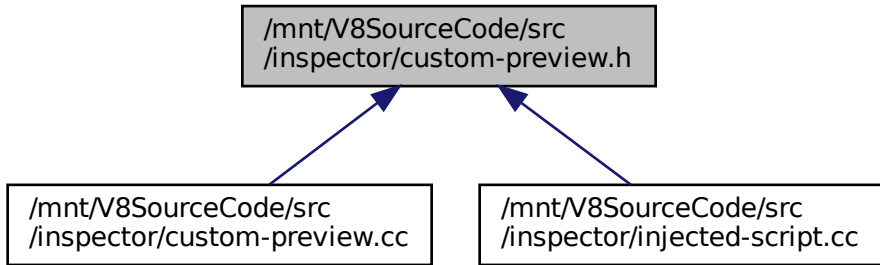 /mnt/V8SourceCode/src
/inspector/custom-preview.h
/mnt/V8SourceCode/src
/inspector/custom-preview.cc
/mnt/V8SourceCode/src
/inspector/injected-script.cc